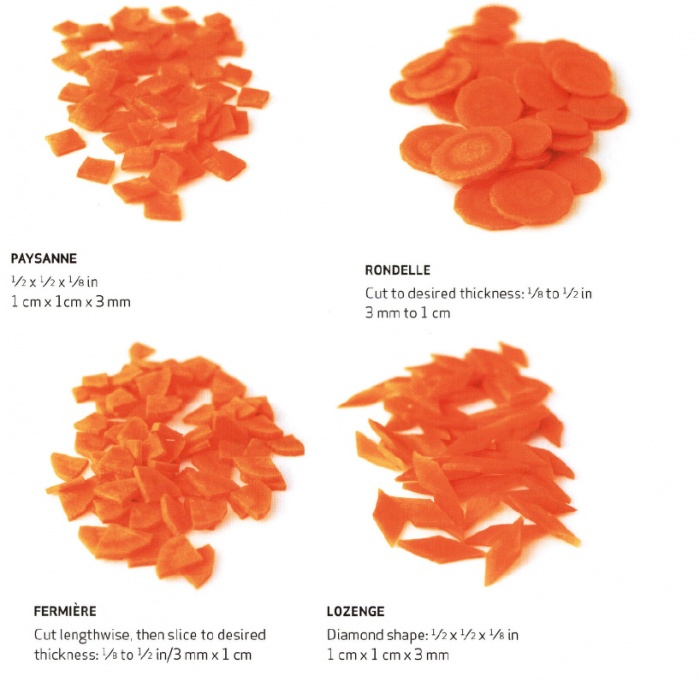 PAYSANNE
½ x ½ x ⅛ in
1 cm x 1cm x 3 mm
RONDELLE
Cut to desired thickness: ⅛ to ½ in
3 mm to 1 cm
FERMIÈRE
Cut lengthwise, then slice to desired
thickness: ⅛ to ½ in/3 mm x 1 cm
LOZENGE
Diamond shape: ½ x ½ x ⅛ in
1 cm x 1 cm x 3 mm